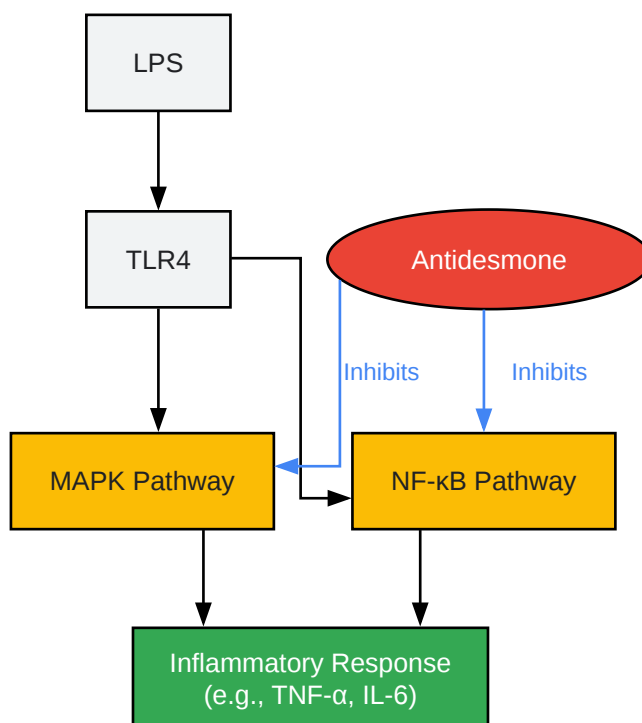 LPS
TLR4
Antidesmone
Inhibits
Inhibits
MAPK Pathway
NF-κB Pathway
Inflammatory Response
(e.g., TNF-α, IL-6)